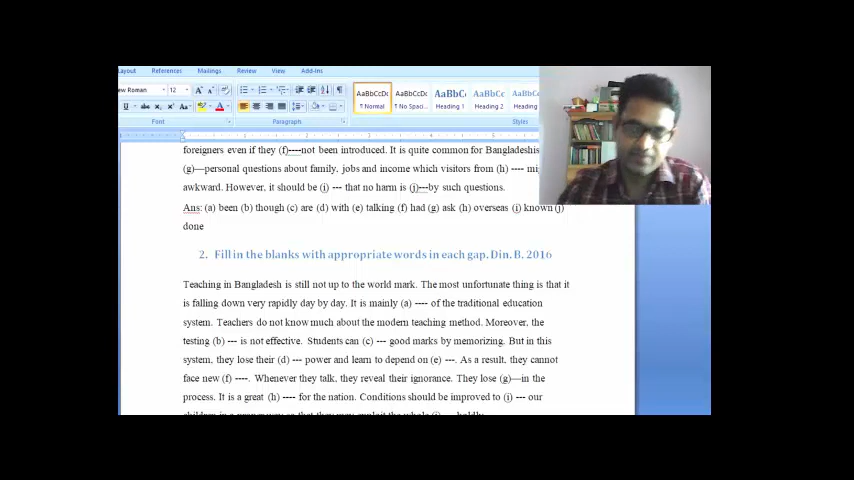 Layout References Mailings Review View Add-Ins
New Roman 12 A A Aa
U abc X₂ X² Aa A
AaBbCcDc AaBbCcDc AaBbC AaBbCc AaBbC
¶ Normal ¶ No Spaci... Heading 1 Heading 2
Font Paragraph Styles
foreigners even if they (f)----not been introduced. It is quite common for Bangladeshis
(g)—personal questions about family, jobs and income which visitors from (h) ----
awkward. However, it should be (i) --- that no harm is (j)---by such questions.
Ans: (a) been (b) though (c) are (d) with (e) talking (f) had (g) ask (h) overseas (i) known (j)
done
2. Fill in the blanks with appropriate words in each gap. Din. B. 2016
Teaching in Bangladesh is still not up to the world mark. The most unfortunate thing is that it
is falling down very rapidly day by day. It is mainly (a) ---- of the traditional education
system. Teachers do not know much about the modern teaching method. Moreover, the
testing (b) --- is not effective. Students can (c) --- good marks by memorizing. But in this
system, they lose their (d) --- power and learn to depend on (e) ---. As a result, they cannot
face new (f) ----. Whenever they talk, they reveal their ignorance. They lose (g)—in the
process. It is a great (h) ---- for the nation. Conditions should be improved to (i) --- our